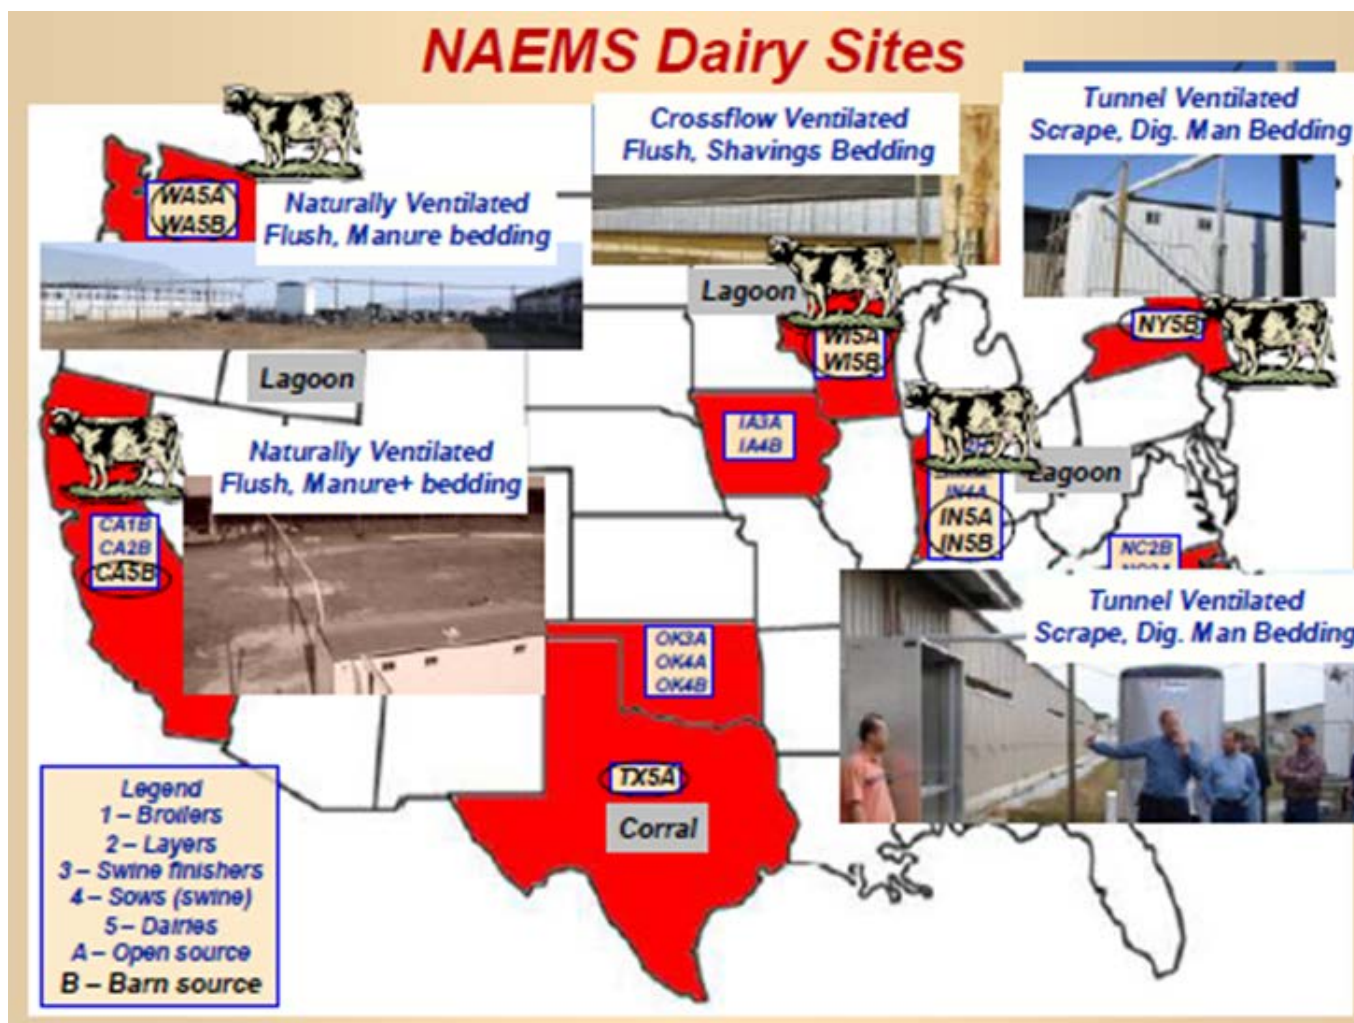 NAEMS Dairy Sites
Crossflow Ventilated
Flush, Shavings Bedding
Tunnel Ventilated
Scrape, Dig. Man Bedding
WA5A
WA5B
Naturally Ventilated
Flush, Manure bedding
Lagoon
Lagoon
WI5A
WI5B
NY5B
Naturally Ventilated
Flush, Manure+ bedding
IA3A
IA4B
Lagoon
IN4A
IN5A
IN5B
CA1B
CA2B
CA5B
NC2B
Tunnel Ventilated
Scrape, Dig. Man Bedding
OK3A
OK4A
OK4B
TX5A
Corral
Legend
1 – Broilers
2 – Layers
3 – Swine finishers
4 – Sows (swine)
5 – Dairies
A – Open source
B – Barn source